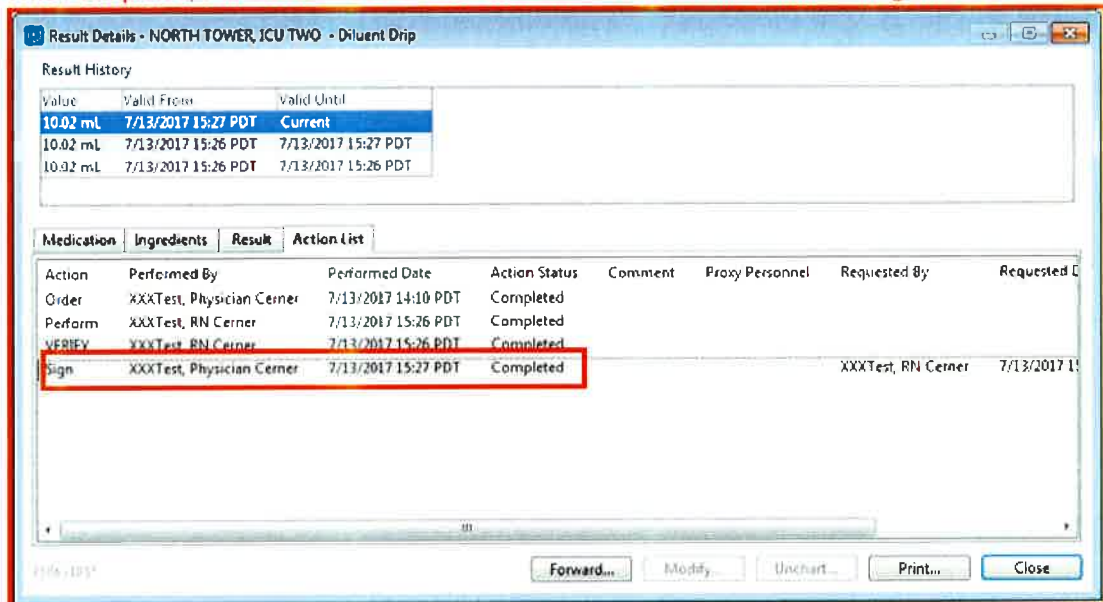 Result Details - NORTH TOWER, ICU TWO - Diluent Drip
Result History
Value Valid From Valid Until
10.02 mL 7/13/2017 15:27 PDT Current
10.02 mL 7/13/2017 15:26 PDT 7/13/2017 15:27 PDT
10.02 mL 7/13/2017 15:26 PDT 7/13/2017 15:26 PDT
Medication Ingredients Result Action List
Action Performed By Performed Date Action Status Comment Proxy Personnel Requested By Requested D
Order XXXTest, Physician Cerner 7/13/2017 14:10 PDT Completed
Perform XXXTest, RN Cerner 7/13/2017 15:26 PDT Completed
VERIFY XXXTest, RN Cerner 7/13/2017 15:26 PDT Completed
Sign XXXTest, Physician Cerner 7/13/2017 15:27 PDT Completed XXXTest, RN Cerner 7/13/2017 15
Forward... Modify... Unchart... Print... Close